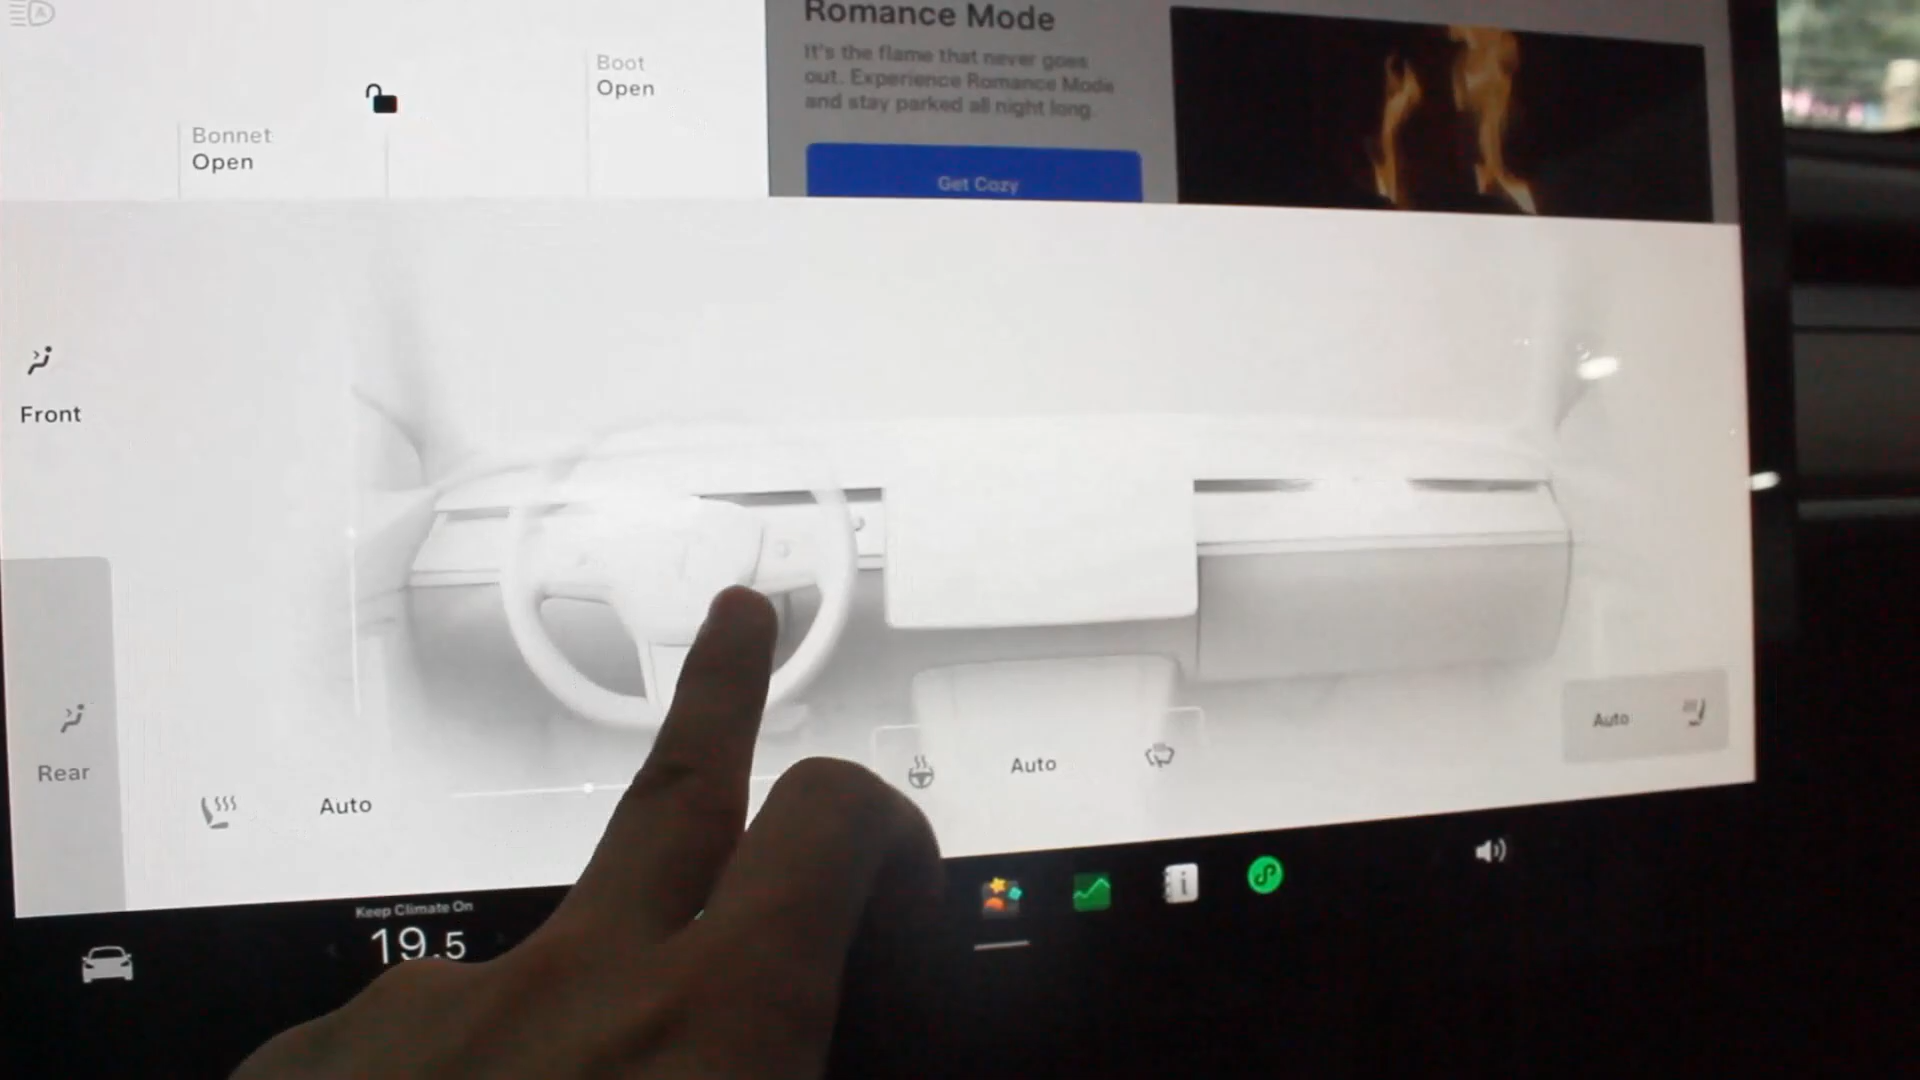 Romance Mode
It's the flame that never goes
out. Experience Romance Mode
and stay parked all night long.
Get Cozy
Boot
Open
Bonnet
Open
Front
Rear
Auto
Auto
Auto
Keep Climate On
19.5